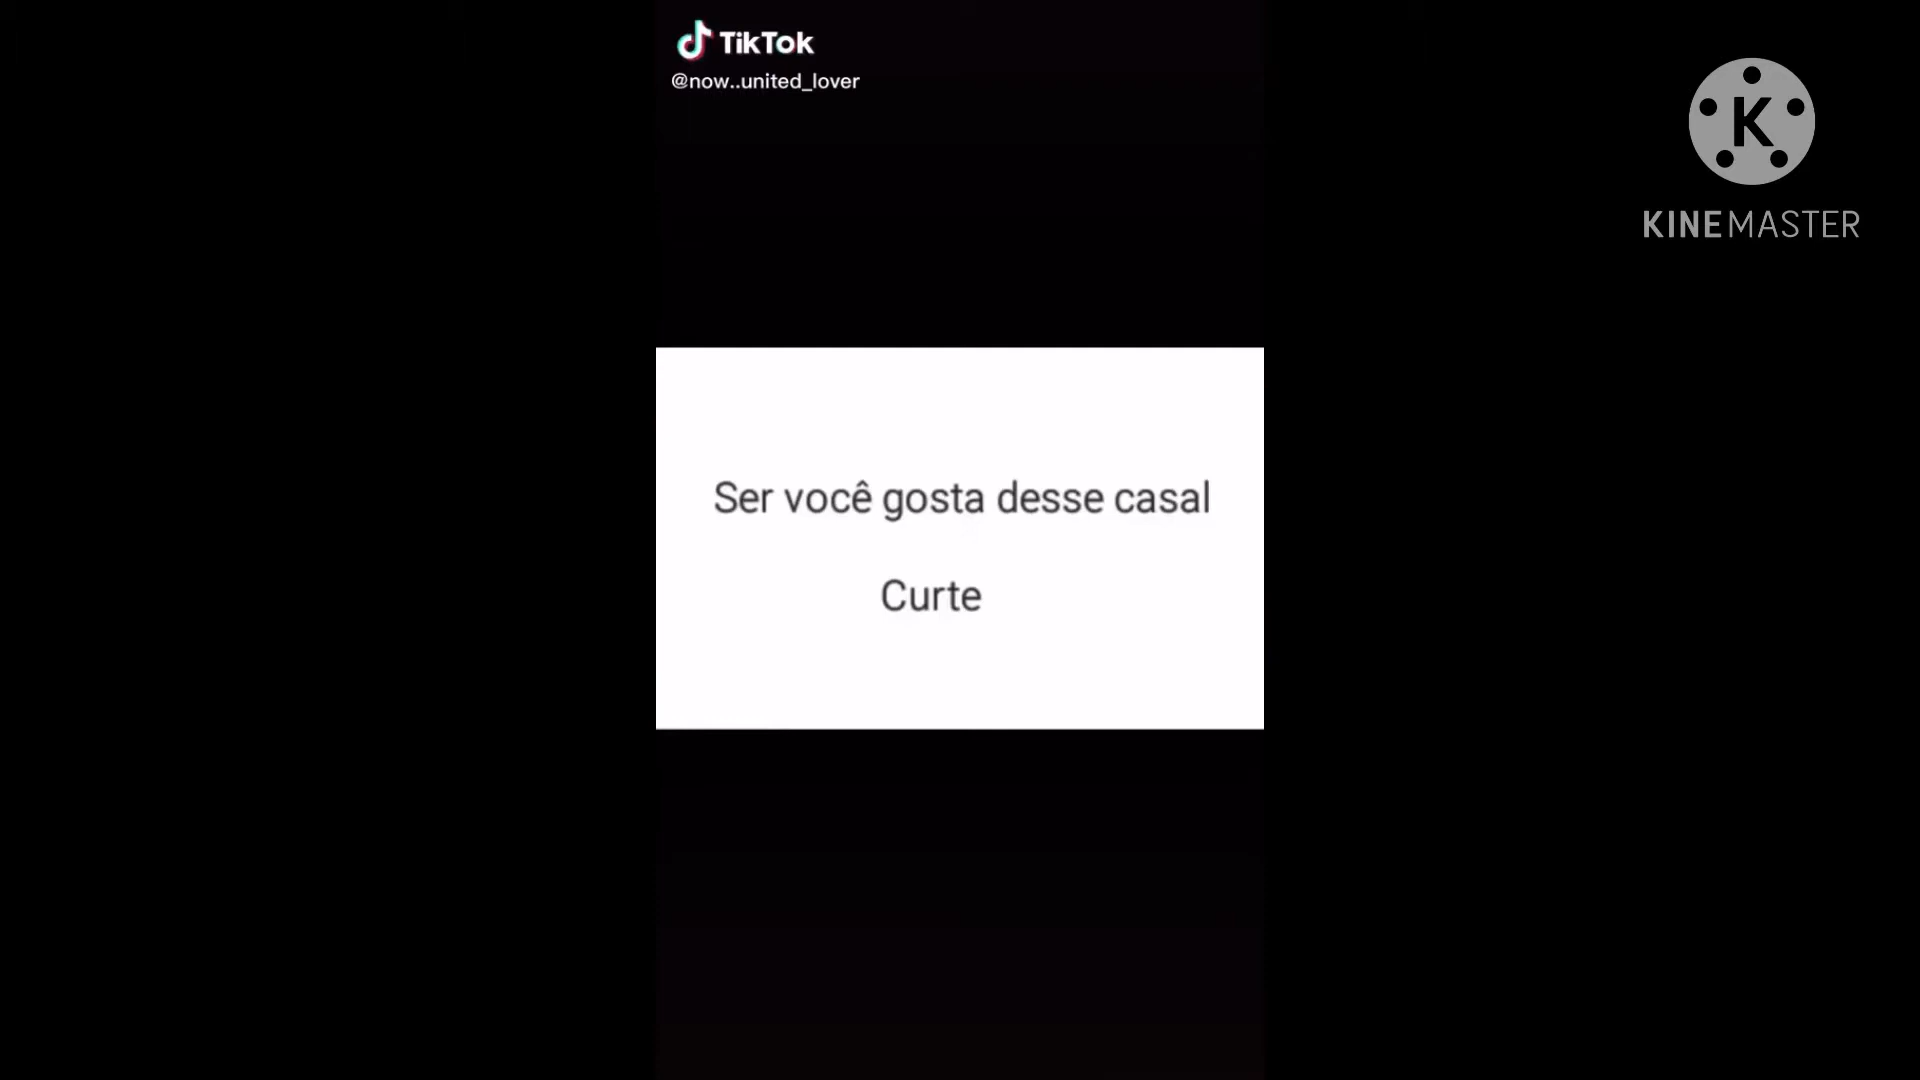 TikTok
@now..united_lover
K
KINEMASTER
Ser você gosta desse casal
Curte